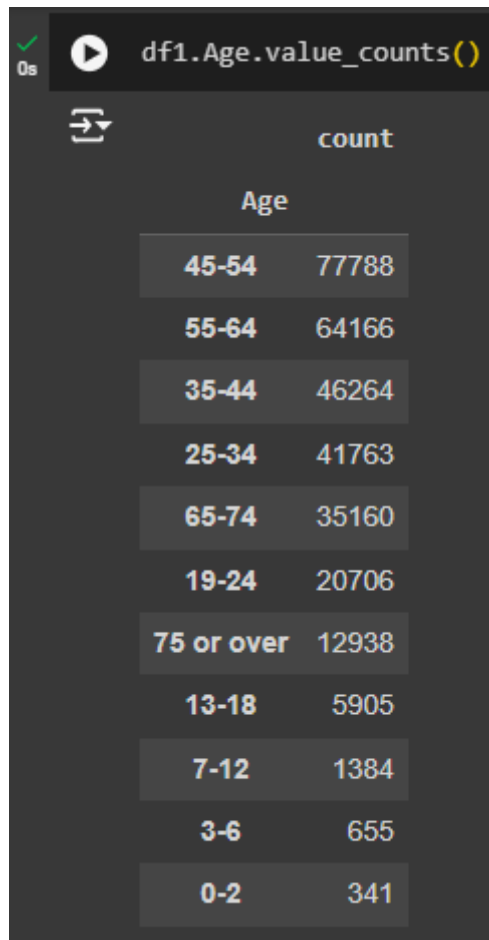 0s df1.Age.value_counts()
count
Age
45-54 77788
55-64 64166
35-44 46264
25-34 41763
65-74 35160
19-24 20706
75 or over 12938
13-18 5905
7-12 1384
3-6 655
0-2 341